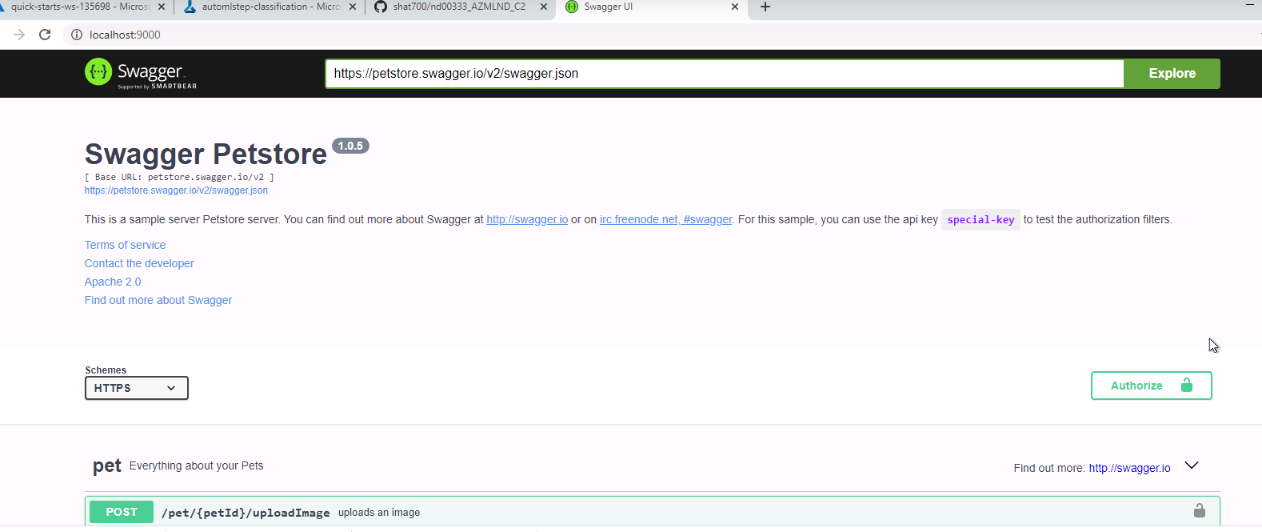 quick-starts-ws-135698 - Micros
automlstep-classification - Micro
shat700/nd00333_AZMLND_C2
Swagger UI
localhost:9000
Swagger
Supported by SMARTBEAR
https://petstore.swagger.io/v2/swagger.json
Explore
Swagger Petstore 1.0.5
[ Base URL: petstore.swagger.io/v2 ]
https://petstore.swagger.io/v2/swagger.json
This is a sample server Petstore server. You can find out more about Swagger at http://swagger.io or on irc.freenode.net, #swagger. For this sample, you can use the api key special-key to test the authorization filters.
Terms of service
Contact the developer
Apache 2.0
Find out more about Swagger
Schemes
HTTPS
Authorize
pet Everything about your Pets
Find out more: http://swagger.io
POST /pet/{petId}/uploadImage uploads an image